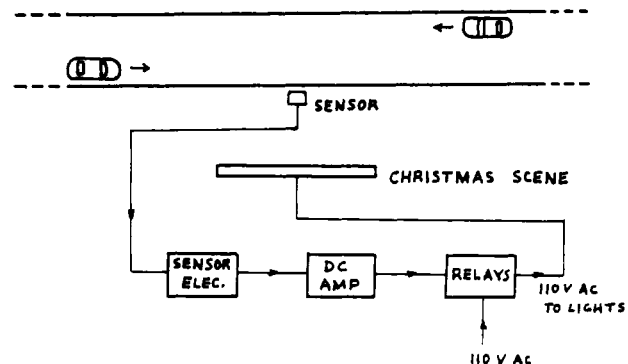 SENSOR
CHRISTMAS SCENE
SENSOR
ELEC.
DC
AMP
RELAYS
110 V AC
TO LIGHTS
110 V AC